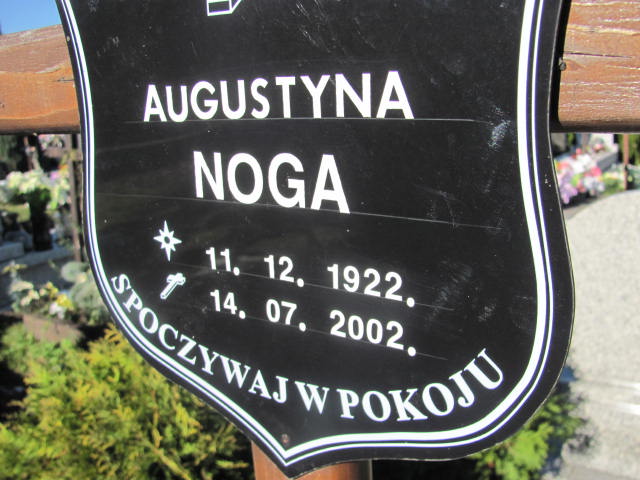 AUGUSTYNA
NOGA
11. 12. 1922.
14. 07. 2002.
SPOCZYWAJ W POKOJU